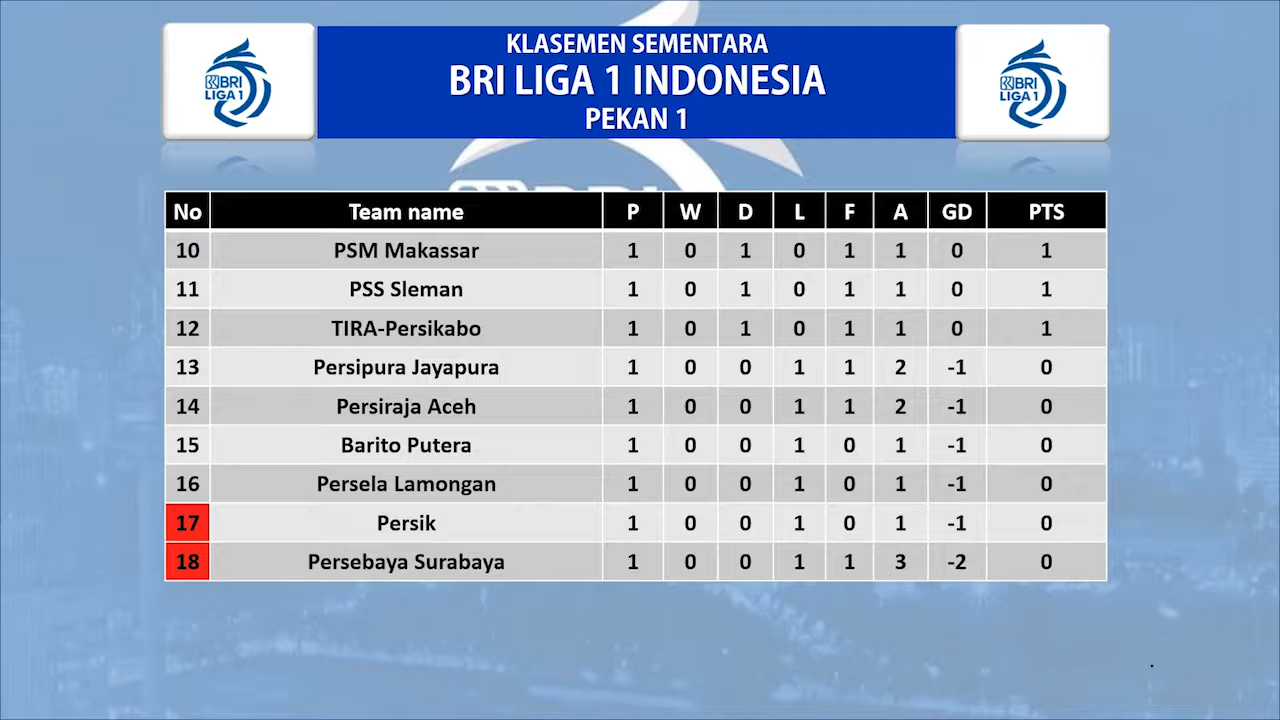 KLASEMEN SEMENTARA
BRI LIGA 1 INDONESIA
PEKAN 1
BRI
LIGA 1
BRI
LIGA 1
No Team name P W D L F A GD PTS
10 PSM Makassar 1 0 1 0 1 1 0 1
11 PSS Sleman 1 0 1 0 1 1 0 1
12 TIRA-Persikabo 1 0 1 0 1 1 0 1
13 Persipura Jayapura 1 0 0 1 1 2 -1 0
14 Persiraja Aceh 1 0 0 1 1 2 -1 0
15 Barito Putera 1 0 0 1 0 1 -1 0
16 Persela Lamongan 1 0 0 1 0 1 -1 0
17 Persik 1 0 0 1 0 1 -1 0
18 Persebaya Surabaya 1 0 0 1 1 3 -2 0